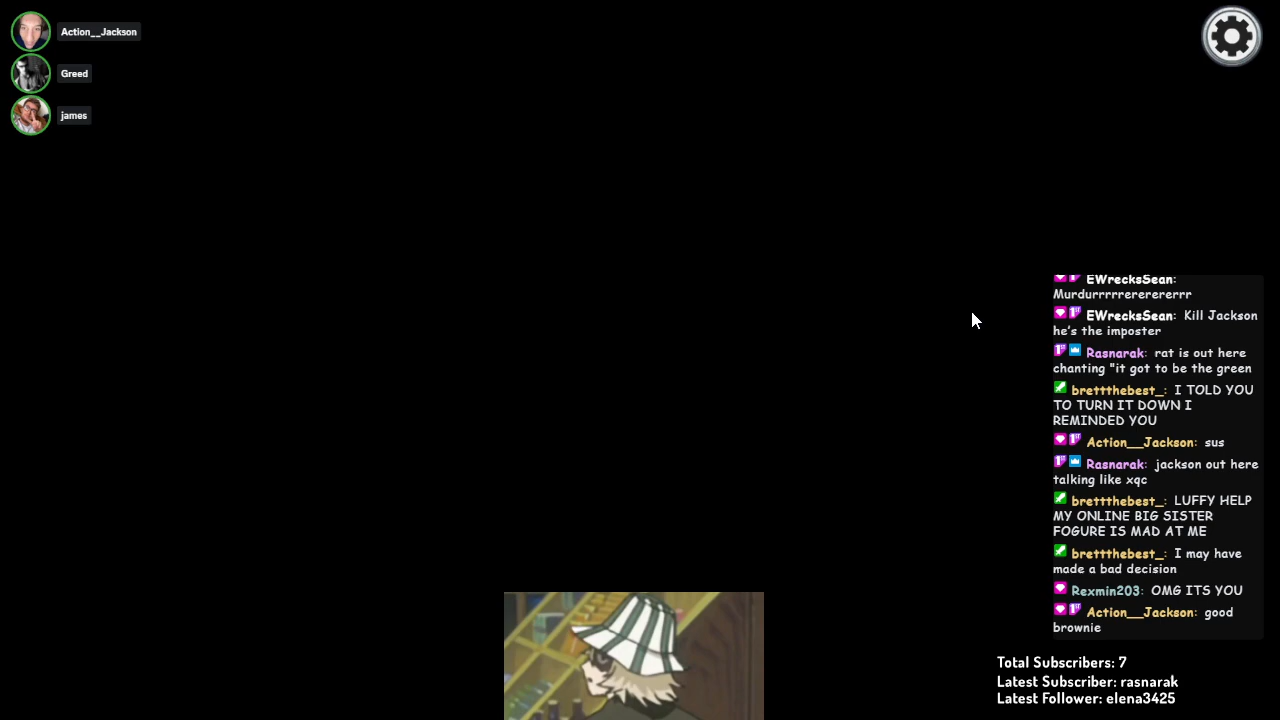 Action__Jackson
Greed
james
EWrecksSean:
Murdurrrrrerererrerr
EWrecksSean: Kill Jackson
he's the imposter
Rasnarak: rat is out here
chanting "it got to be the green
brettthebest_: I TOLD YOU
TO TURN IT DOWN I
REMINDED YOU
Action__Jackson: sus
Rasnarak: jackson out here
talking like xqc
brettthebest_: LUFFY HELP
MY ONLINE BIG SISTER
FOGURE IS MAD AT ME
brettthebest_: I may have
made a bad decision
Rexmin203: OMG ITS YOU
Action__Jackson: good
brownie
Total Subscribers: 7
Latest Subscriber: rasnarak
Latest Follower: elena3425